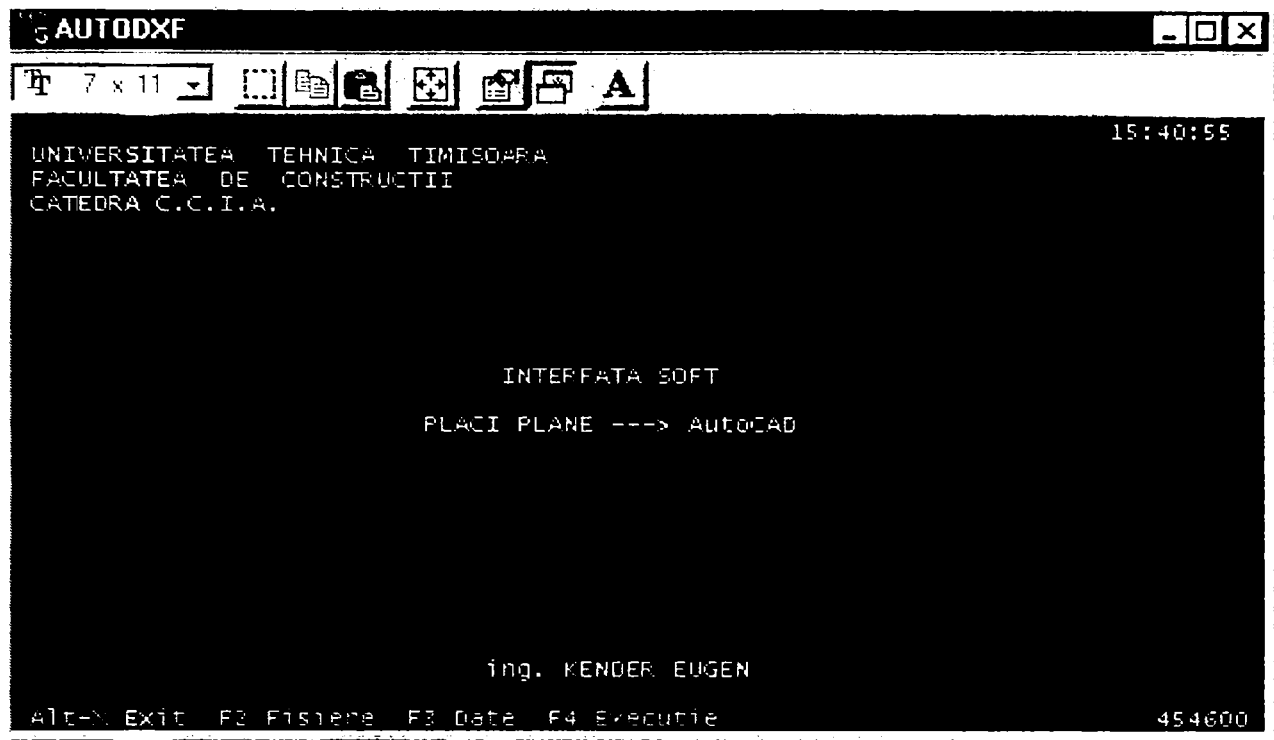 AUTODXF
7 x 11
A
15:40:55
UNIVERSITATEA TEHNICA TIMISOARA
FACULTATEA DE CONSTRUCTII
CATEDRA C.C.I.A.
INTERFATA SOFT
PLACI PLANE ---> AutoCAD
ing. KENDER EUGEN
Alt-X Exit F2 Fisiere F3 Date F4 Executie 454600